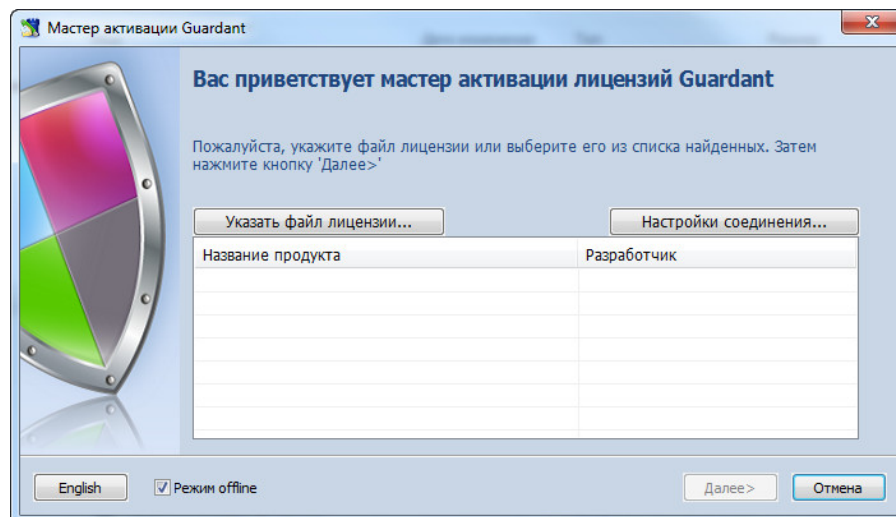 Мастер активации Guardant
Вас приветствует мастер активации лицензий Guardant
Пожалуйста, укажите файл лицензии или выберите его из списка найденных. Затем
нажмите кнопку 'Далее>'
Указать файл лицензии...
Настройки соединения...
Название продукта
Разработчик
English
Режим offline
Далее>
Отмена